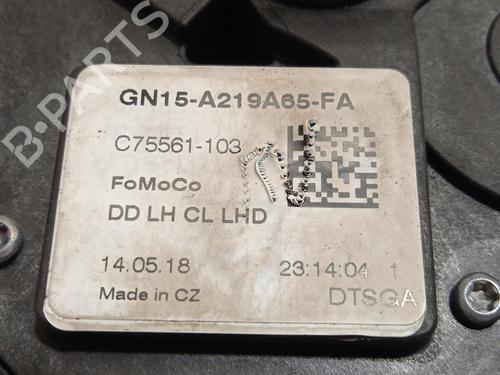 B-PARTS
GN15-A219A65-FA
C75561-103
FoMoCo
DD LH CL LHD
14.05.18 23:14:04 1
Made in CZ DTSGA